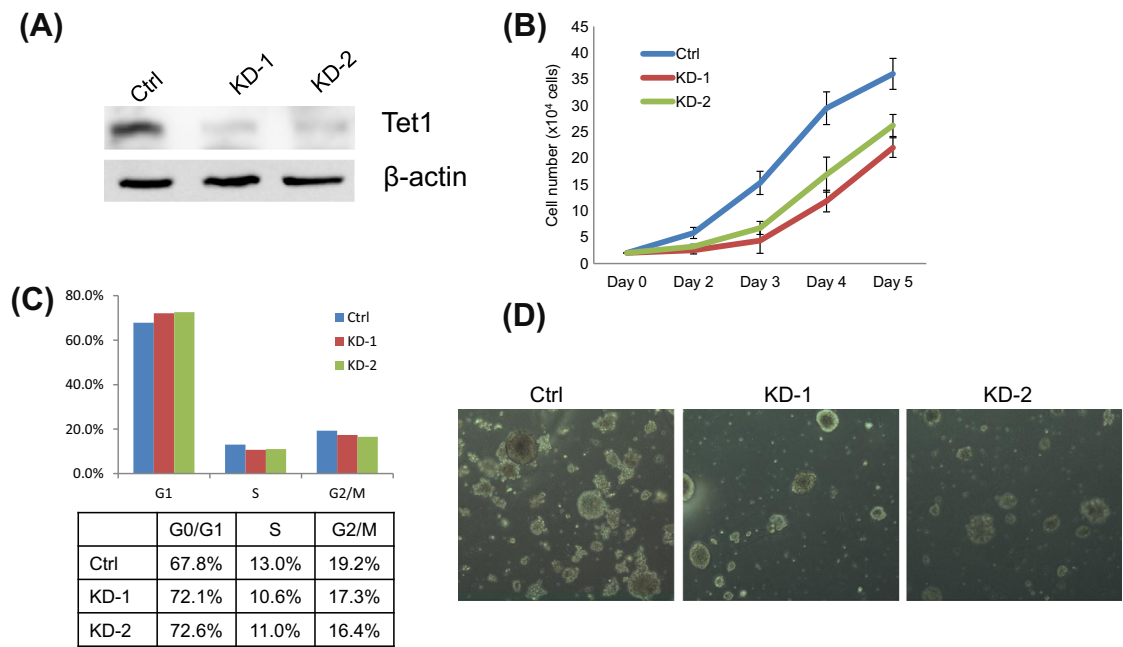 (A)
Ctrl
KD-1
KD-2
Tet1
β-actin
(B)
45
40
35
30
25
20
15
10
5
0
Cell number (x10⁴ cells)
Ctrl
KD-1
KD-2
Day 0 Day 2 Day 3 Day 4 Day 5
(C)
80.0%
60.0%
40.0%
20.0%
0.0%
Ctrl
KD-1
KD-2
G1 S G2/M
G0/G1 S G2/M
Ctrl 67.8% 13.0% 19.2%
KD-1 72.1% 10.6% 17.3%
KD-2 72.6% 11.0% 16.4%
(D)
Ctrl KD-1 KD-2